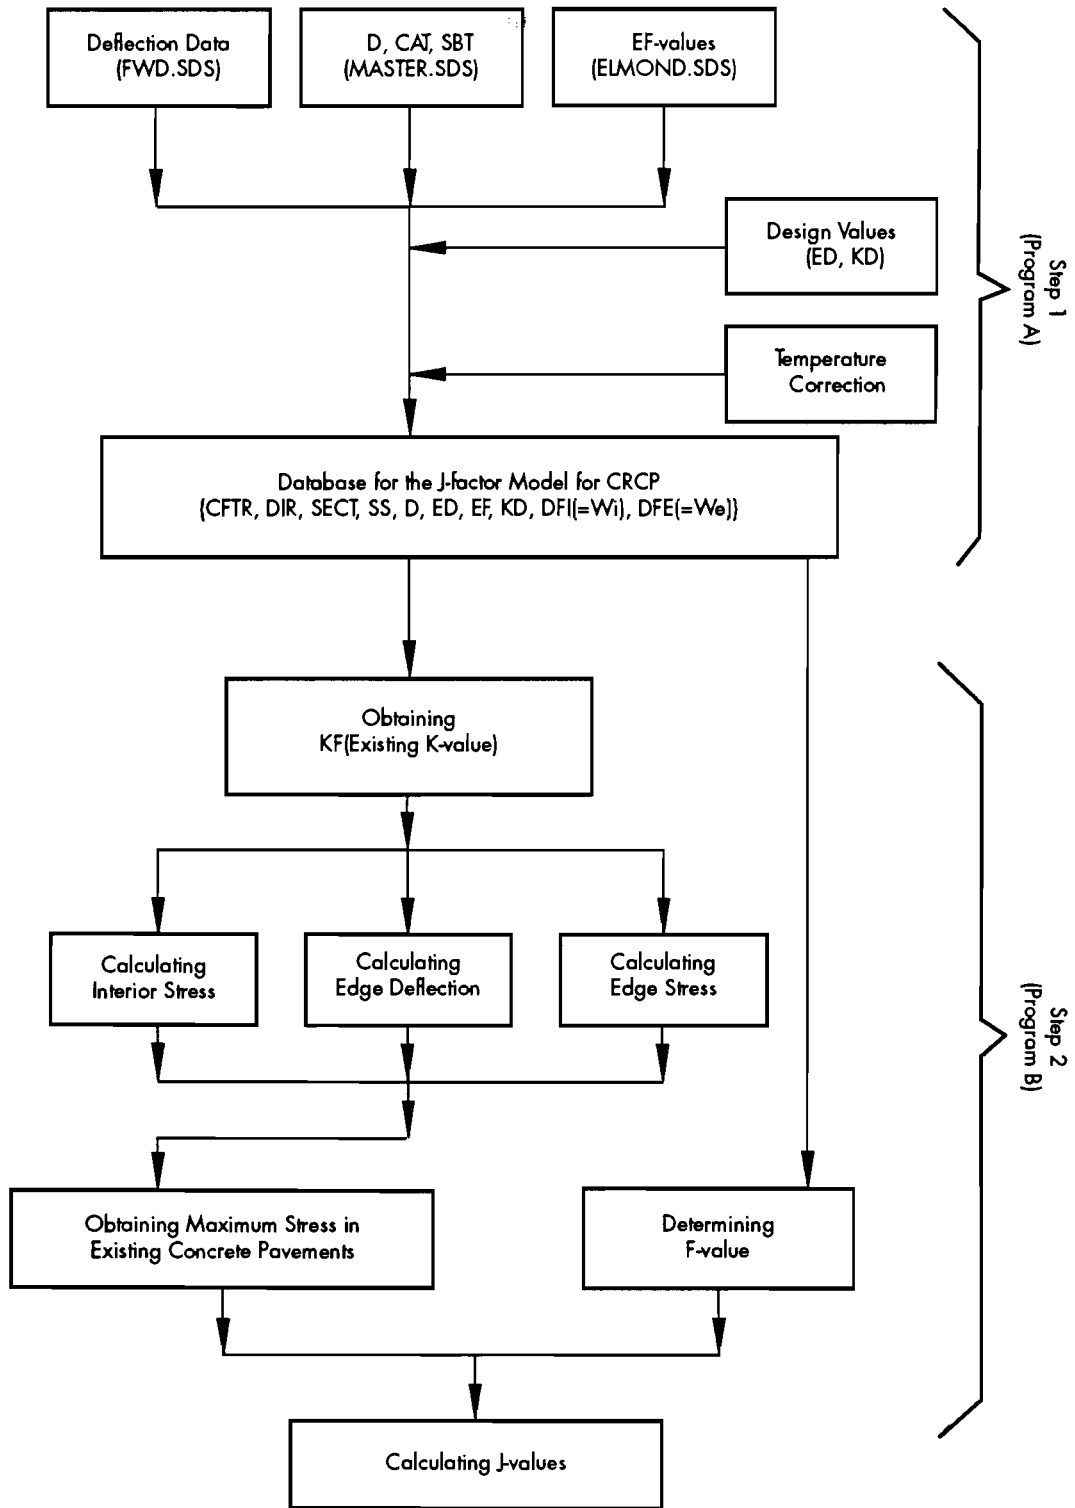 Deflection Data
(FWD.SDS)
D, CAT, SBT
(MASTER.SDS)
EF-values
(ELMOND.SDS)
Design Values
(ED, KD)
Temperature
Correction
Step 1
(Program A)
Database for the J-factor Model for CRCP
(CFTR, DIR, SECT, SS, D, ED, EF, KD, DFI(=Wi), DFE(=We))
Obtaining
KF(Existing K-value)
Calculating
Interior Stress
Calculating
Edge Deflection
Calculating
Edge Stress
Step 2
(Program B)
Obtaining Maximum Stress in
Existing Concrete Pavements
Determining
F-value
Calculating J-values